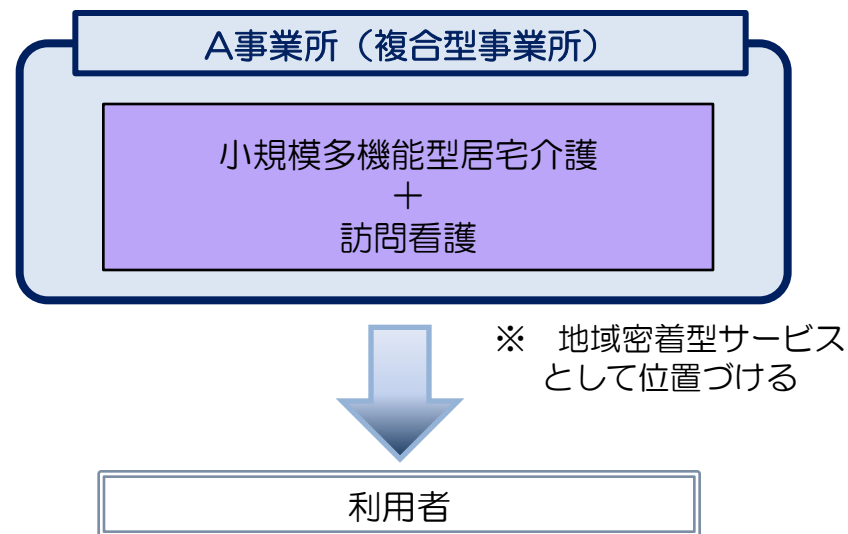 A事業所（複合型事業所）
小規模多機能型居宅介護
＋
訪問看護
※　地域密着型サービス
として位置づける
利用者